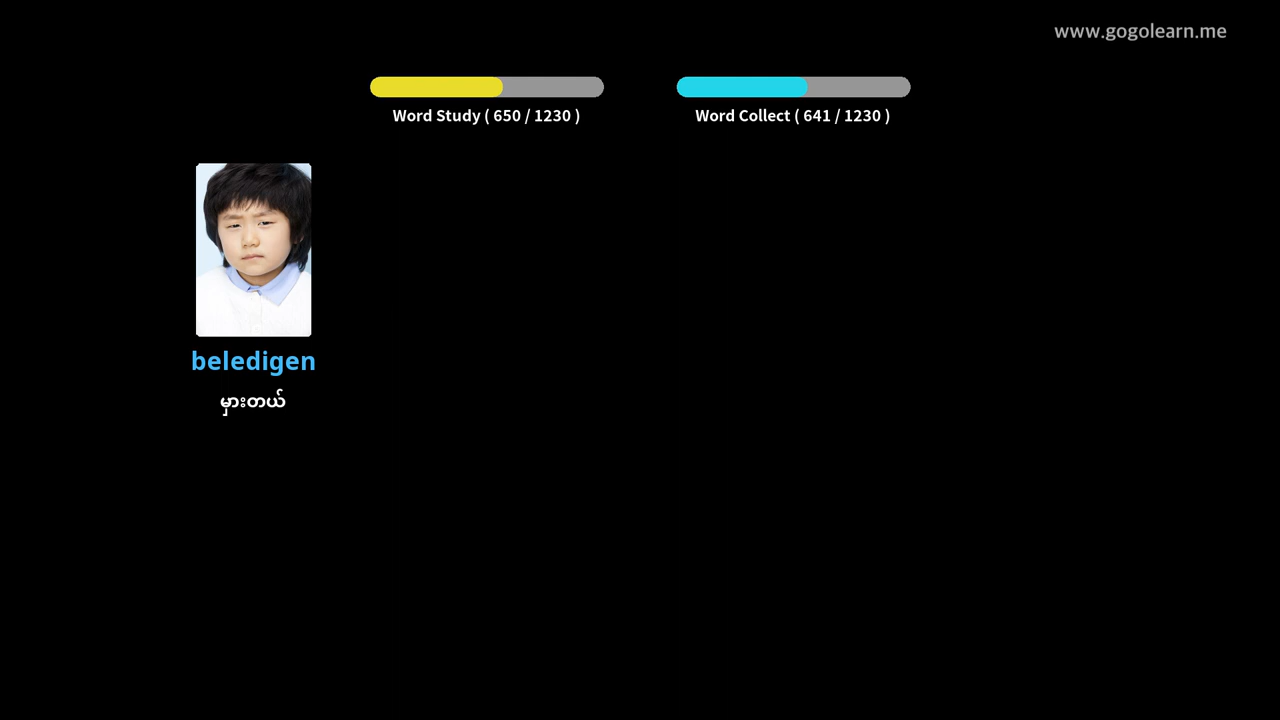 www.gogolearn.me
Word Study ( 650 / 1230 )
Word Collect ( 641 / 1230 )
beledigen
မှားတယ်